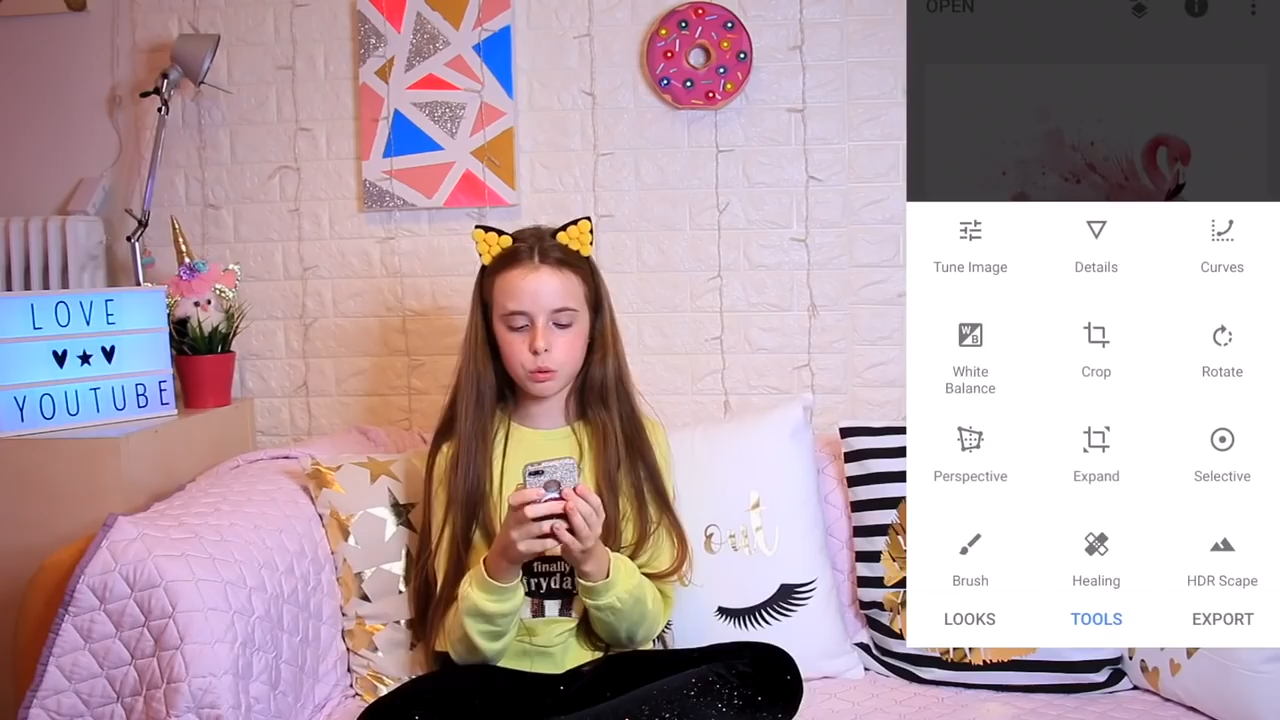 OPEN
Tune Image
Details
Curves
White
Balance
Crop
Rotate
Perspective
Expand
Selective
Brush
Healing
HDR Scape
LOOKS
TOOLS
EXPORT
LOVE
YOUTUBE
out
finally